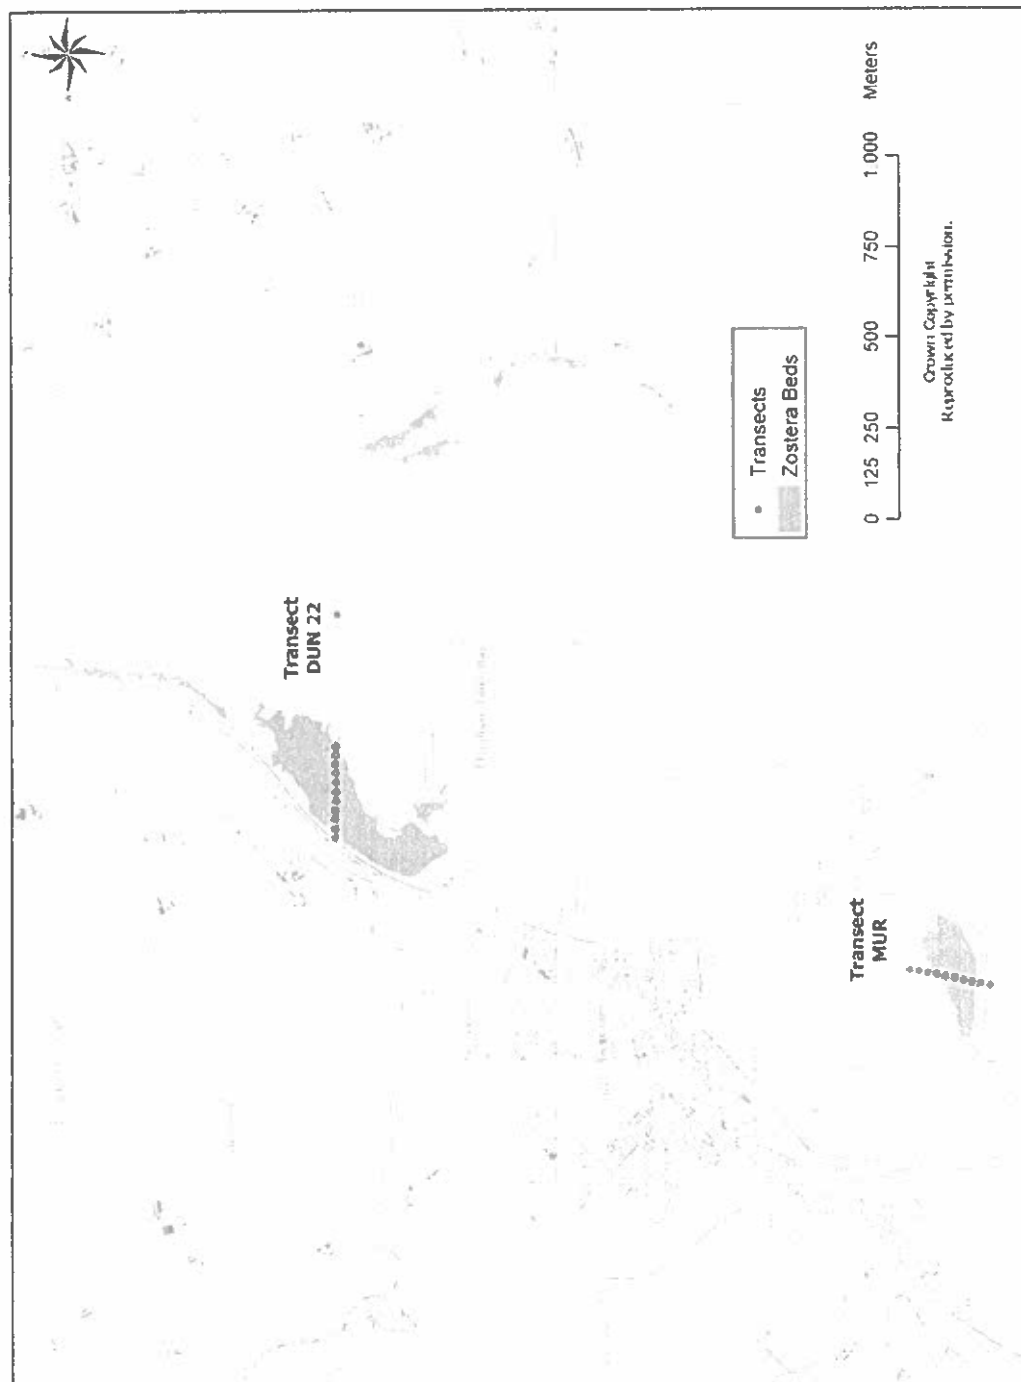 Transect
DUN 22
Transect
MUR
Transects
Zostera Beds
0 125 250 500 750 1.000 Meters
Crown Copyright
Reproduced by permission.